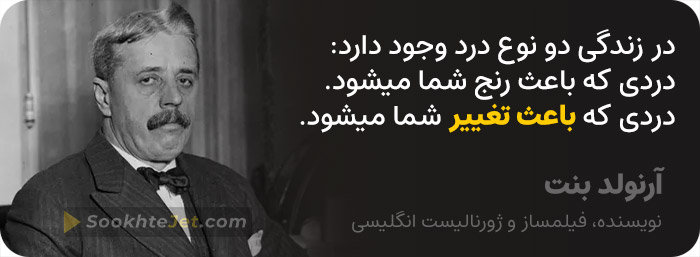 در زندگی دو نوع درد وجود دارد:
دردی که باعث رنج شما میشود.
دردی که باعث تغییر شما میشود.
آرنولد بنت
نویسنده، فیلمساز و ژورنالیست انگلیسی
SookhteJet.com